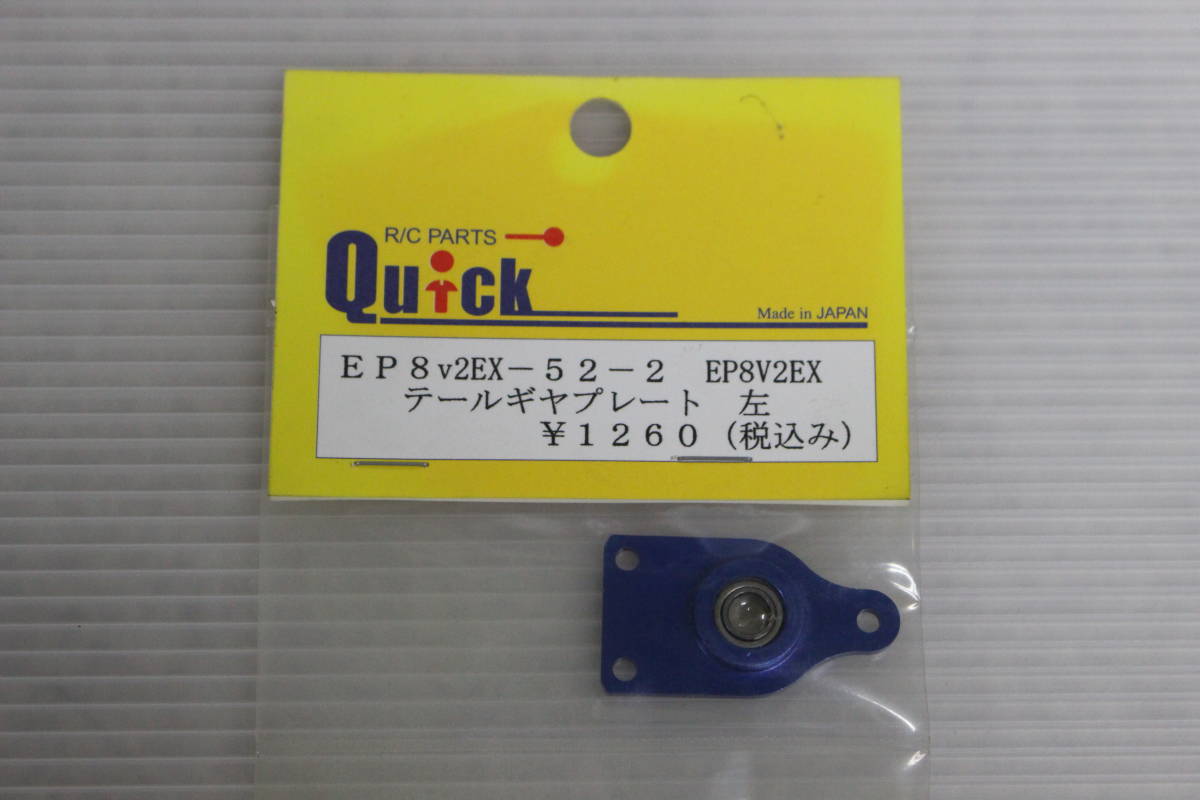 R/C PARTS
Quick
Made in JAPAN
ＥＰ８v2EX－５２－２　EP8V2EX
テールギヤプレート　左
￥１２６０（税込み）